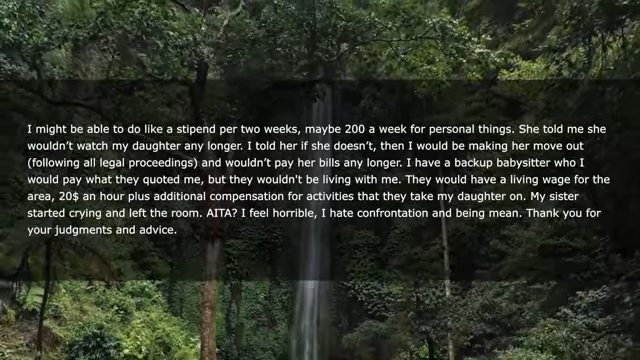 I might be able to do like a stipend per two weeks, maybe 200 a week for personal things. She told me she
wouldn't watch my daughter any longer. I told her if she doesn't, then I would be making her move out
(following all legal proceedings) and wouldn't pay her bills any longer. I have a backup babysitter who I
would pay what they quoted me, but they wouldn't be living with me. They would have a living wage for the
area, 20$ an hour plus additional compensation for activities that they take my daughter on. My sister
started crying and left the room. AITA? I feel horrible, I hate confrontation and being mean. Thank you for
your judgments and advice.